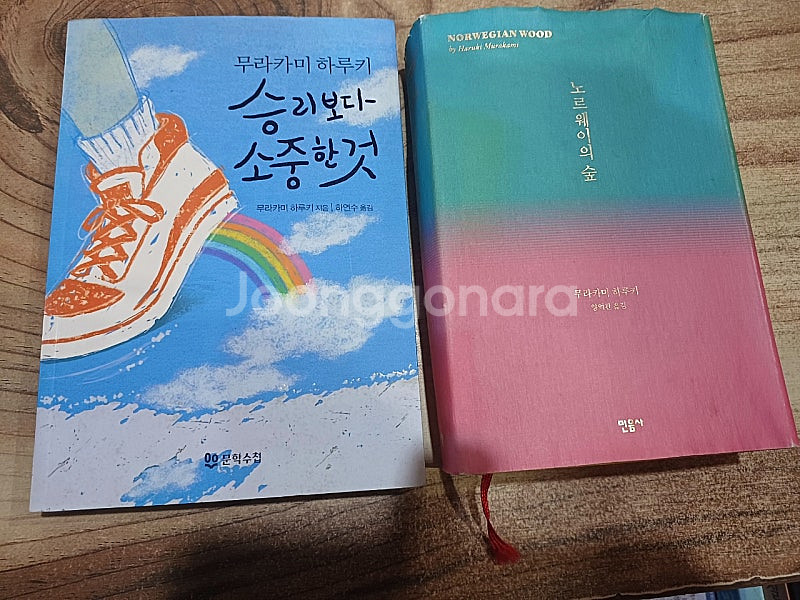 무라카미 하루키
승리보다
소중한 것
무라카미 하루키 지음 | 하연수 옮김
문학수첩
NORWEGIAN WOOD
by Haruki Murakami
노르웨이의 숲
무라카미 하루키
양억관 옮김
민음사
Joonggonara